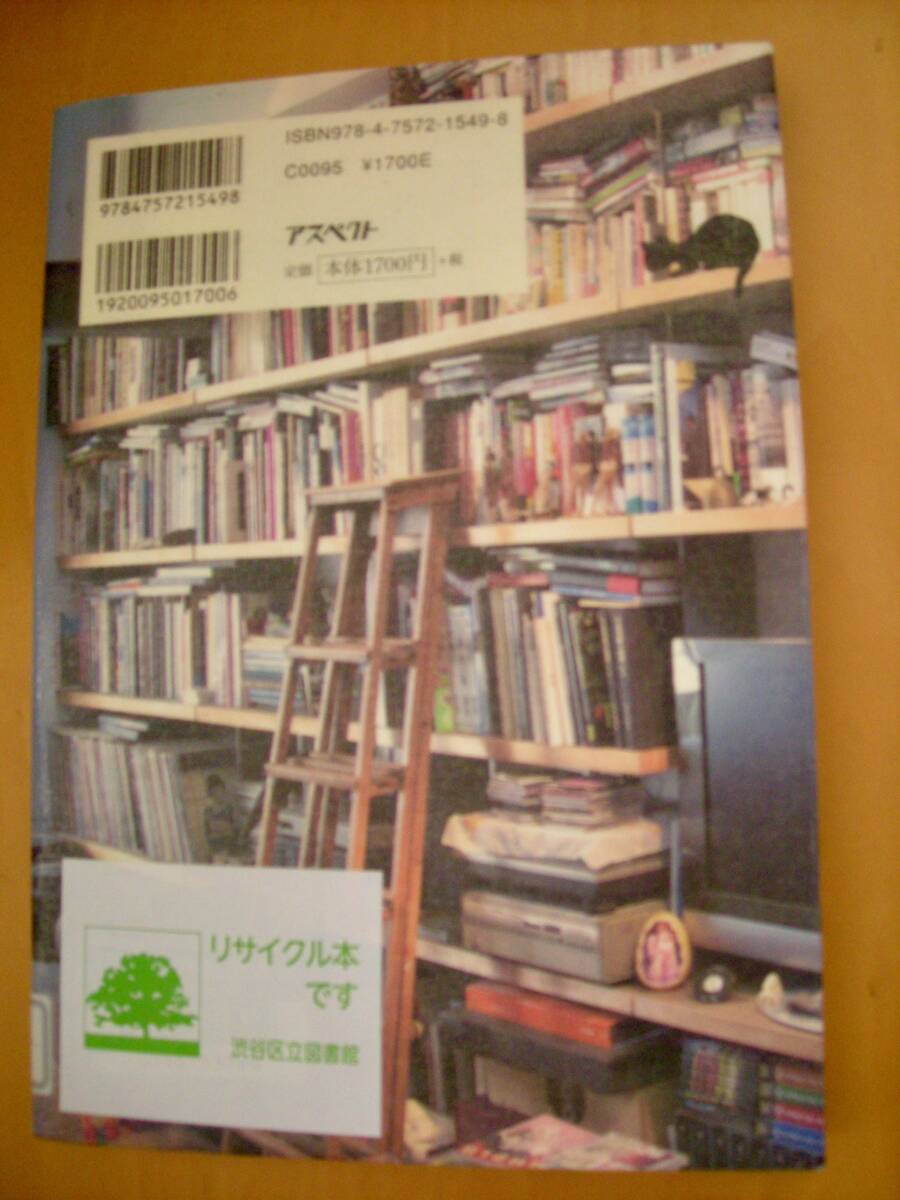 ISBN978-4-7572-1549-8
C0095 ¥1700E
9784757215498
アスペクト
定価 本体1700円 +税
1920095017006
リサイクル本
です
渋谷区立図書館